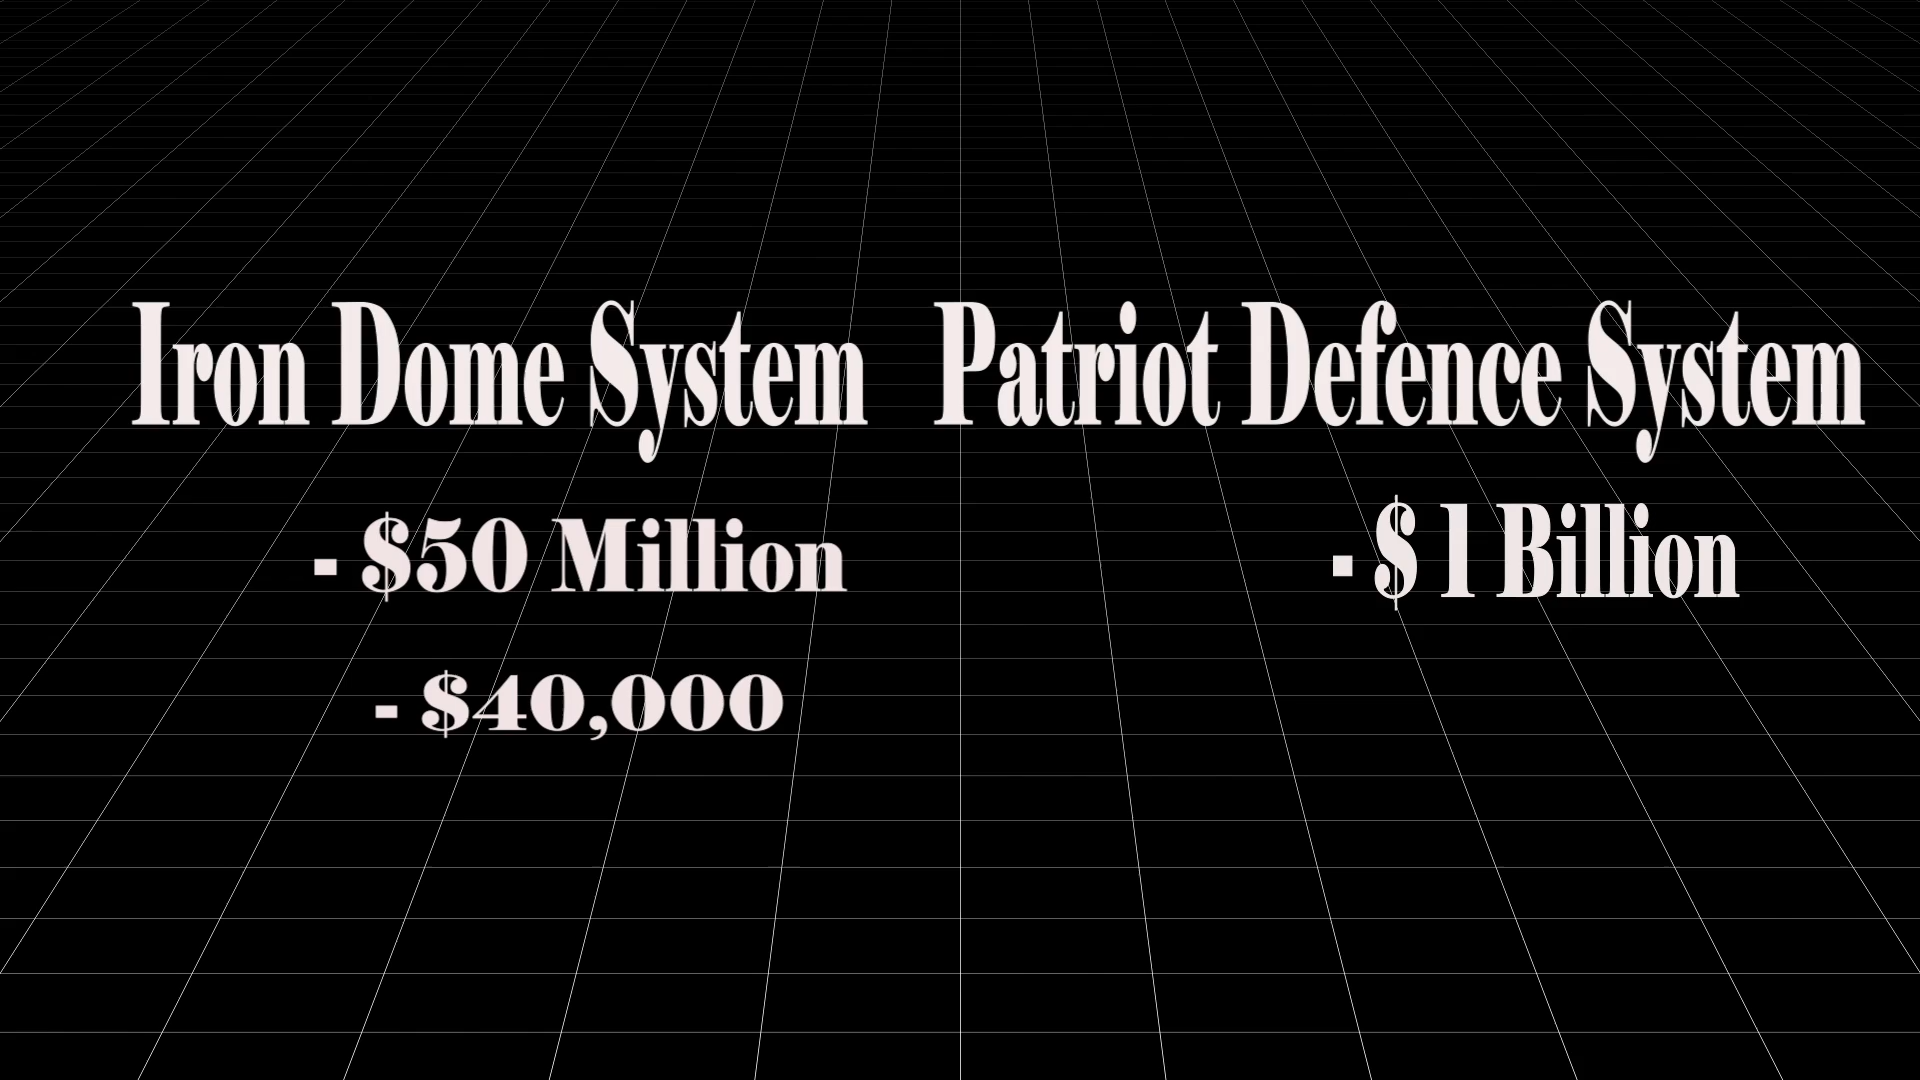 Iron Dome System
- $50 Million
- $40,000
Patriot Defence System
- $ 1 Billion